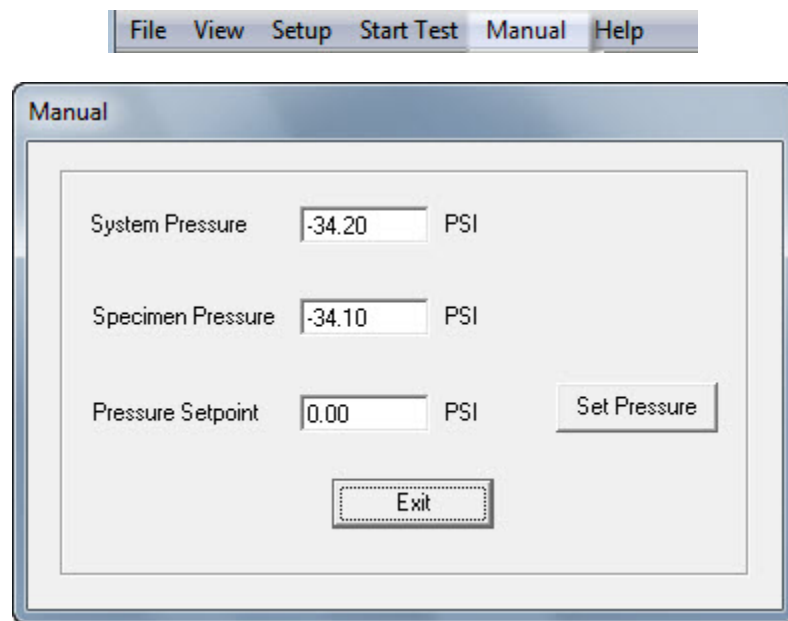 File View Setup Start Test Manual Help
Manual
System Pressure -34.20 PSI
Specimen Pressure -34.10 PSI
Pressure Setpoint 0.00 PSI Set Pressure
Exit